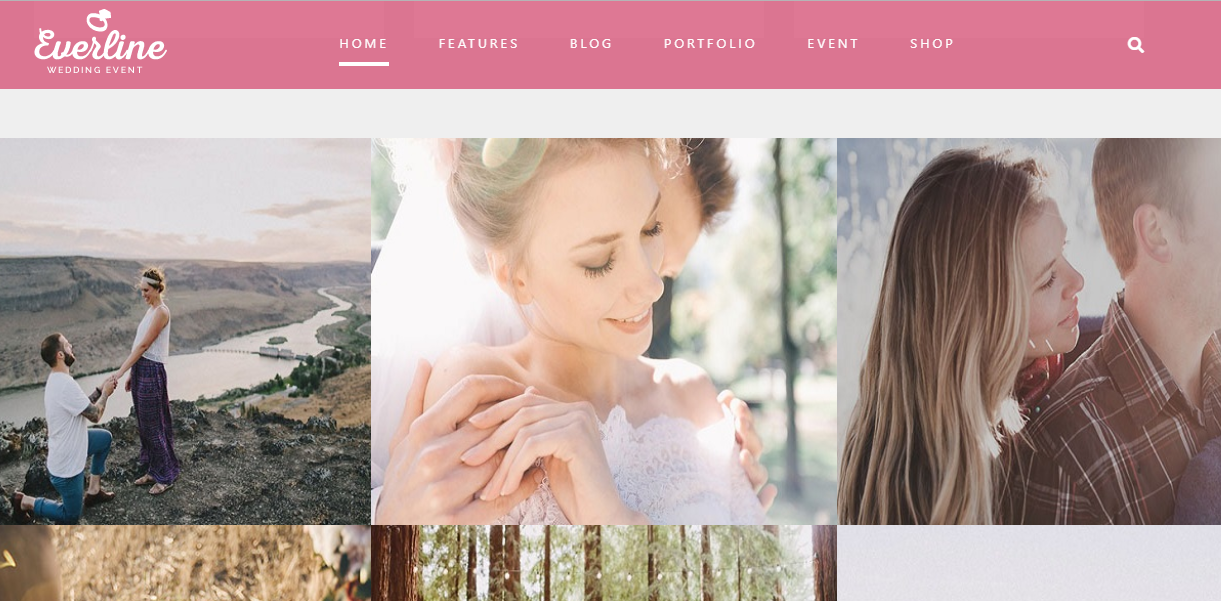 Everline
WEDDING EVENT
HOME FEATURES BLOG PORTFOLIO EVENT SHOP